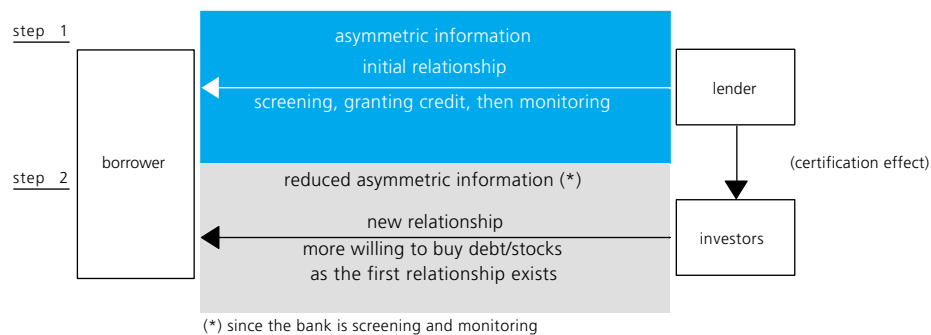 step 1
asymmetric information
initial relationship
screening, granting credit, then monitoring
lender
borrower
(certification effect)
step 2
reduced asymmetric information (*)
new relationship
more willing to buy debt/stocks
as the first relationship exists
investors
(*) since the bank is screening and monitoring